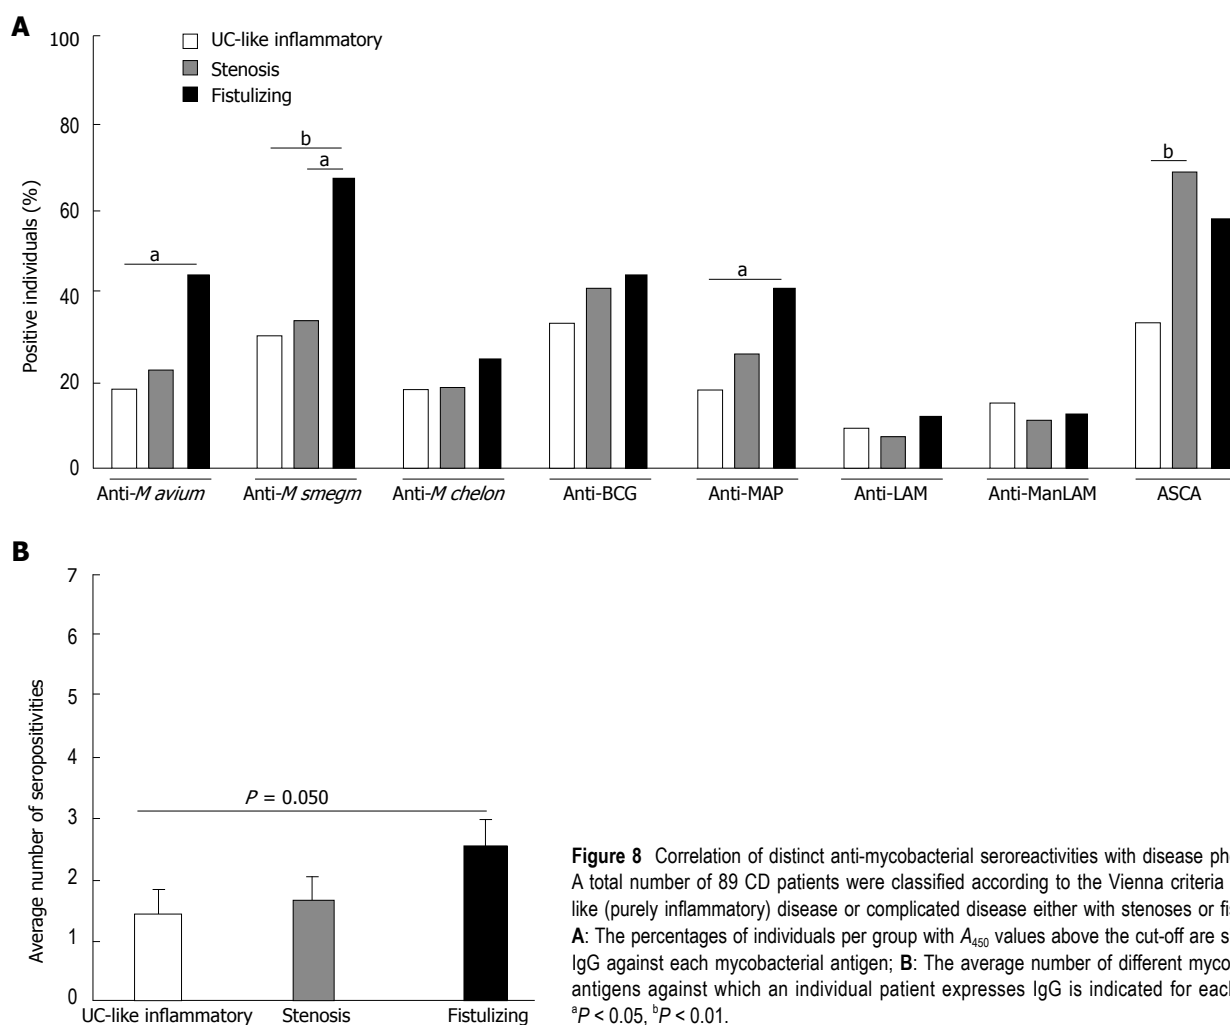 A
100
80
60
40
20
0
Positive individuals (%)
UC-like inflammatory
Stenosis
Fistulizing
a
b
a
a
b
Anti-M avium
Anti-M smegm
Anti-M chelon
Anti-BCG
Anti-MAP
Anti-LAM
Anti-ManLAM
ASCA
B
7
6
5
4
3
2
1
0
Average number of seropositivities
P = 0.050
UC-like inflammatory
Stenosis
Fistulizing
Figure 8 Correlation of distinct anti-mycobacterial seroreactivities with disease
A total number of 89 CD patients were classified according to the Vienna criteria
like (purely inflammatory) disease or complicated disease either with stenoses or
A: The percentages of individuals per group with A450 values above the cut-off are
IgG against each mycobacterial antigen; B: The average number of different
antigens against which an individual patient expresses IgG is indicated for each
aP < 0.05, bP < 0.01.